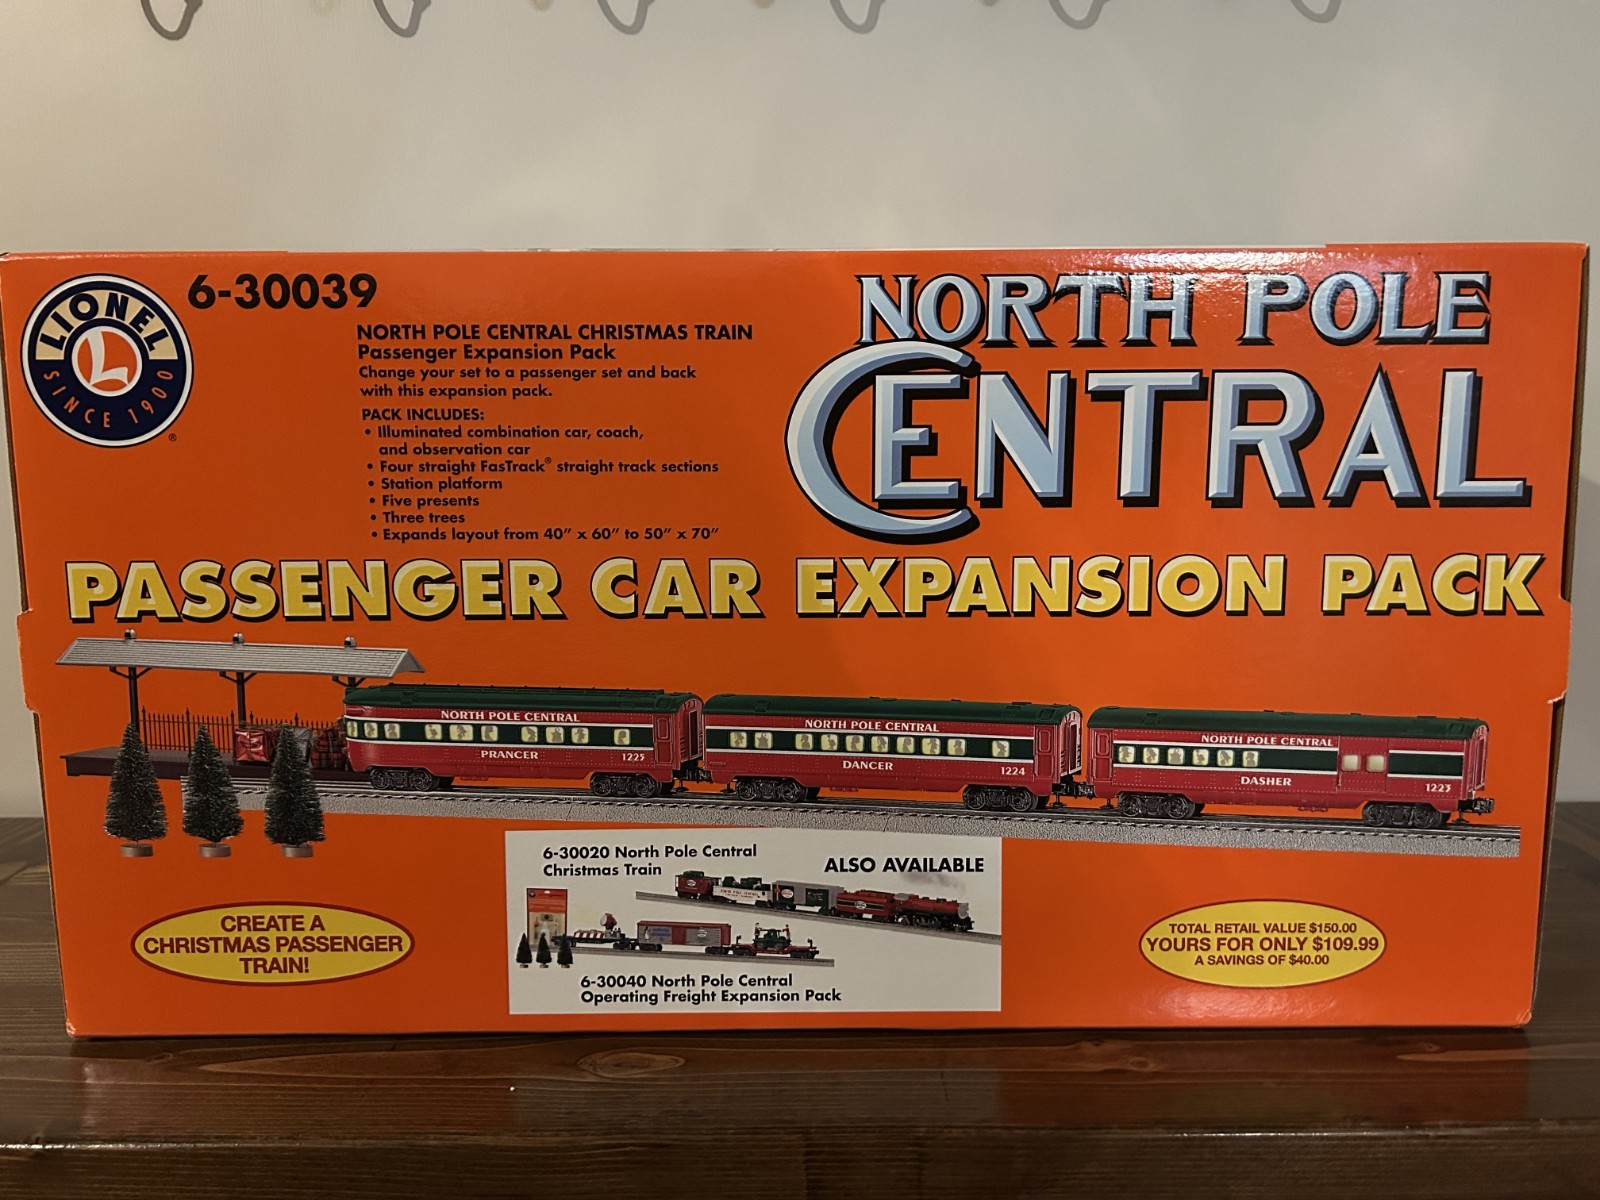 LIONEL
L
SINCE 1900
®
6-30039
NORTH POLE CENTRAL CHRISTMAS TRAIN
Passenger Expansion Pack
Change your set to a passenger set and back
with this expansion pack.
PACK INCLUDES:
• Illuminated combination car, coach,
and observation car
• Four straight FasTrack® straight track sections
• Station platform
• Five presents
• Three trees
• Expands layout from 40" x 60" to 50" x 70"
NORTH POLE
CENTRAL
PASSENGER CAR EXPANSION PACK
NORTH POLE CENTRAL
PRANCER 1225
NORTH POLE CENTRAL
DANCER 1224
NORTH POLE CENTRAL
DASHER 1223
CREATE A
CHRISTMAS PASSENGER
TRAIN!
6-30020 North Pole Central
Christmas Train
ALSO AVAILABLE
6-30040 North Pole Central
Operating Freight Expansion Pack
TOTAL RETAIL VALUE $150.00
YOURS FOR ONLY $109.99
A SAVINGS OF $40.00